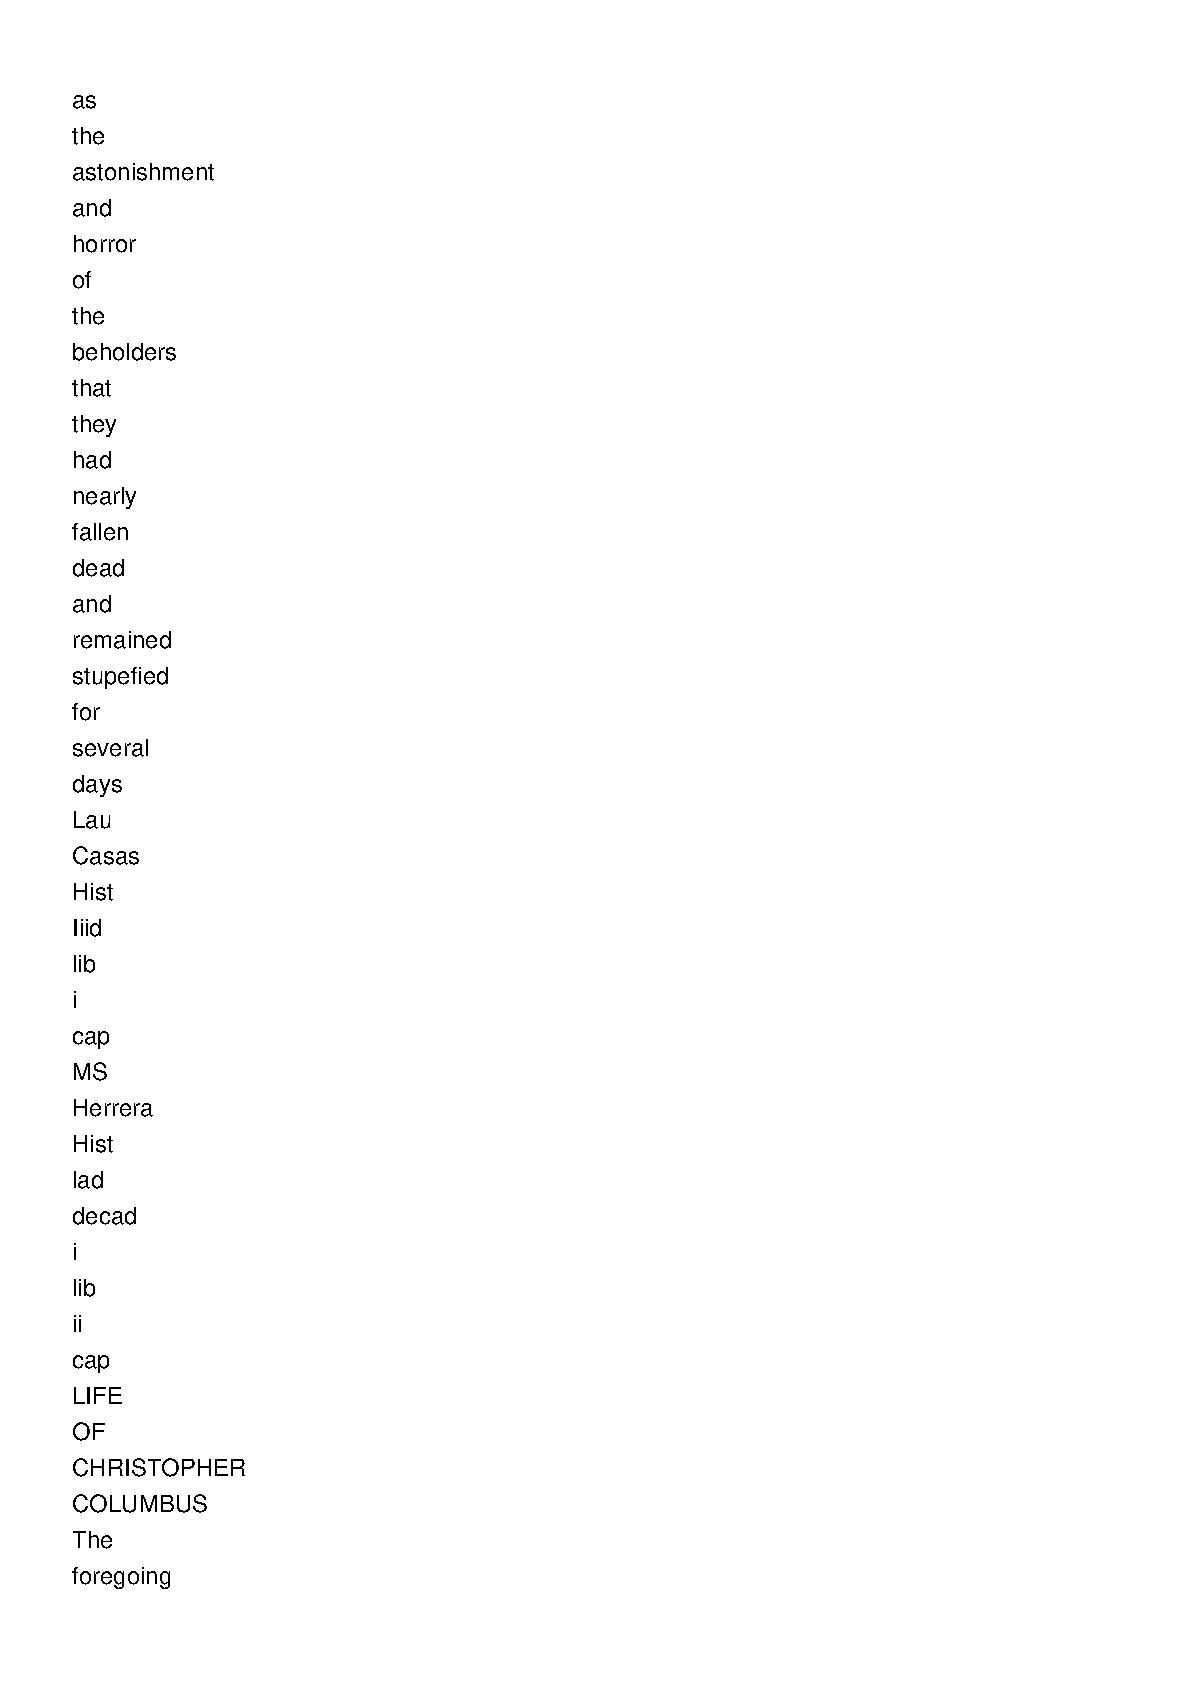 as
the
astonishment
and
horror
of
the
beholders
that
they
had
nearly
fallen
dead
and
remained
stupefied
for
several
days
Lau
Casas
Hist
Iiid
lib
i
cap
MS
Herrera
Hist
lad
decad
i
lib
ii
cap
LIFE
OF
CHRISTOPHER
COLUMBUS
The
foregoing